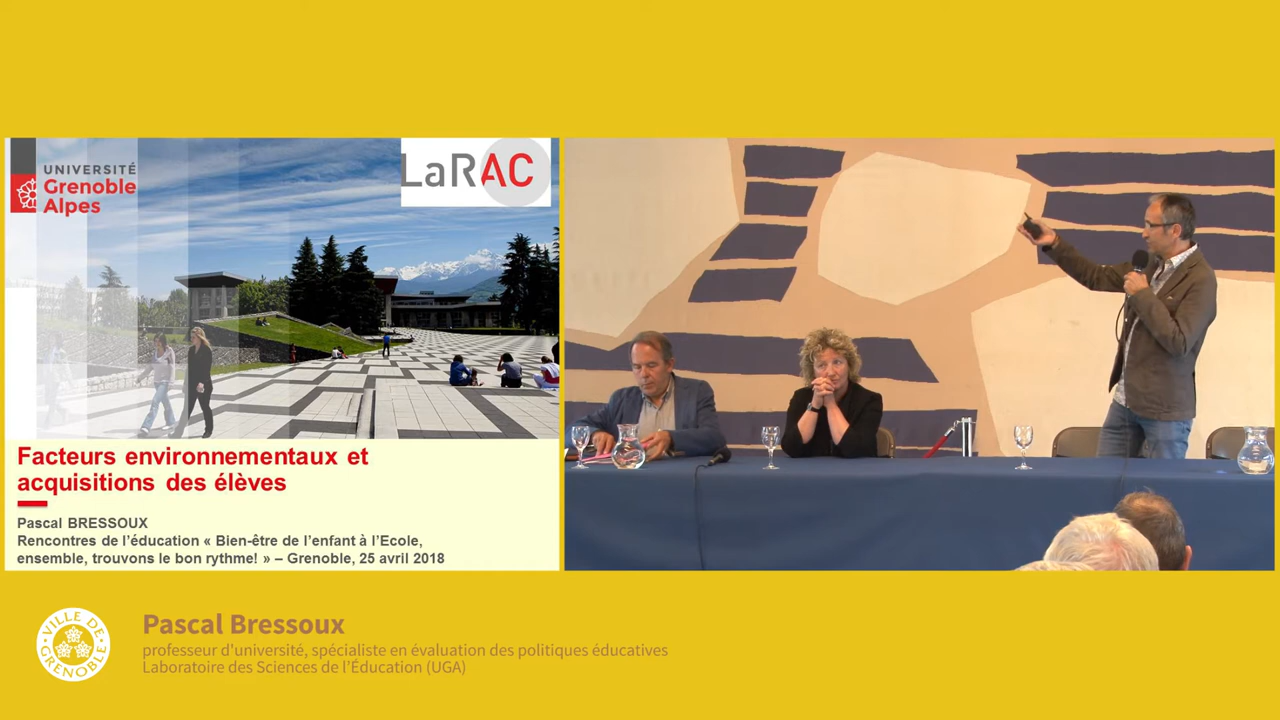 UNIVERSITÉ
Grenoble
Alpes
LaRAC
Facteurs environnementaux et
acquisitions des élèves
Pascal BRESSOUX
Rencontres de l'éducation « Bien-être de l'enfant à l'Ecole,
ensemble, trouvons le bon rythme! » – Grenoble, 25 avril 2018
VILLE DE
GRENOBLE
Pascal Bressoux
professeur d'université, spécialiste en évaluation des politiques éducatives
Laboratoire des Sciences de l'Éducation (UGA)